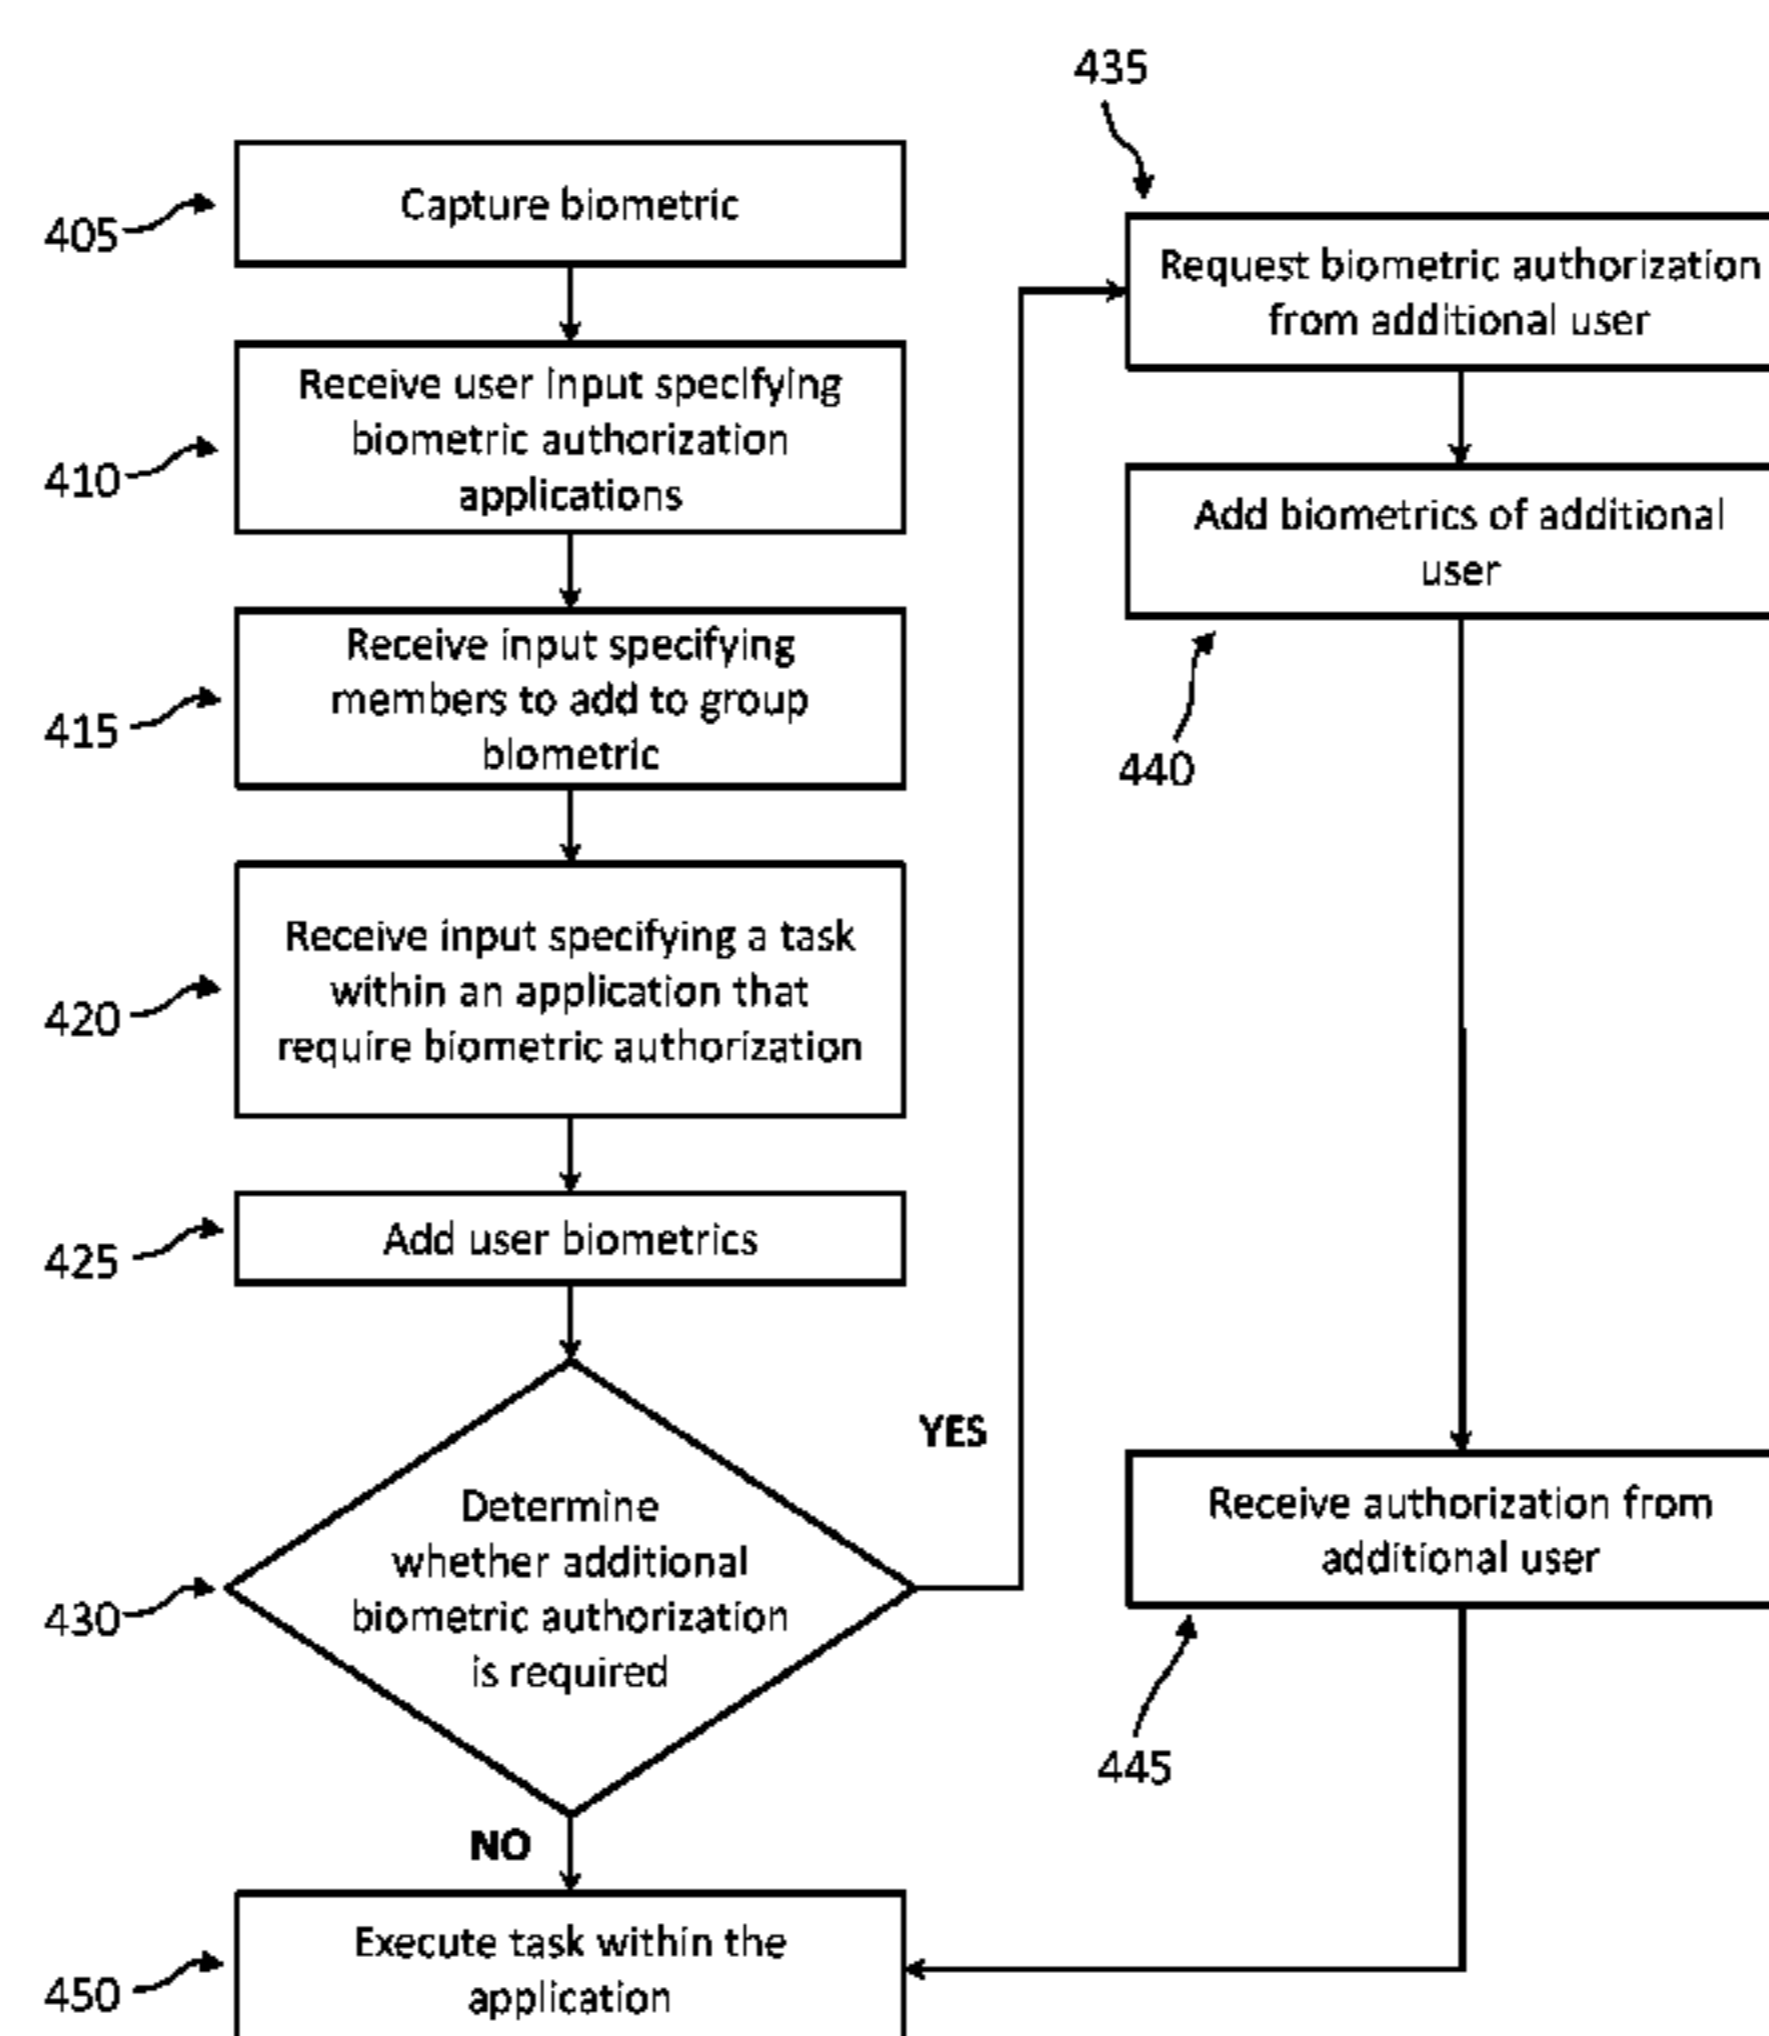 405
Capture biometric
410
Receive user input specifying
biometric authorization
applications
415
Receive input specifying
members to add to group
biometric
420
Receive input specifying a task
within an application that
require biometric authorization
425
Add user biometrics
430
Determine
whether additional
biometric authorization
is required
YES
NO
435
Request biometric authorization
from additional user
Add biometrics of additional
user
440
Receive authorization from
additional user
445
450
Execute task within the
application